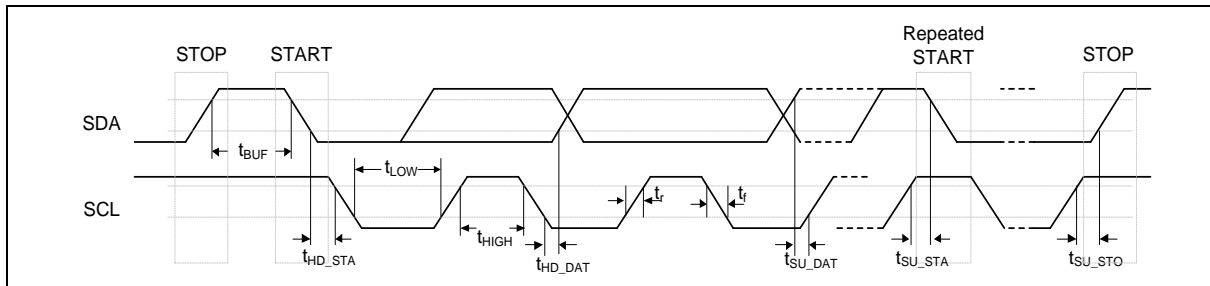 STOP
START
Repeated
START
STOP
SDA
tBUF
tLOW
SCL
tr
tf
tHD_STA
tHIGH
tHD_DAT
tSU_DAT
tSU_STA
tSU_STO